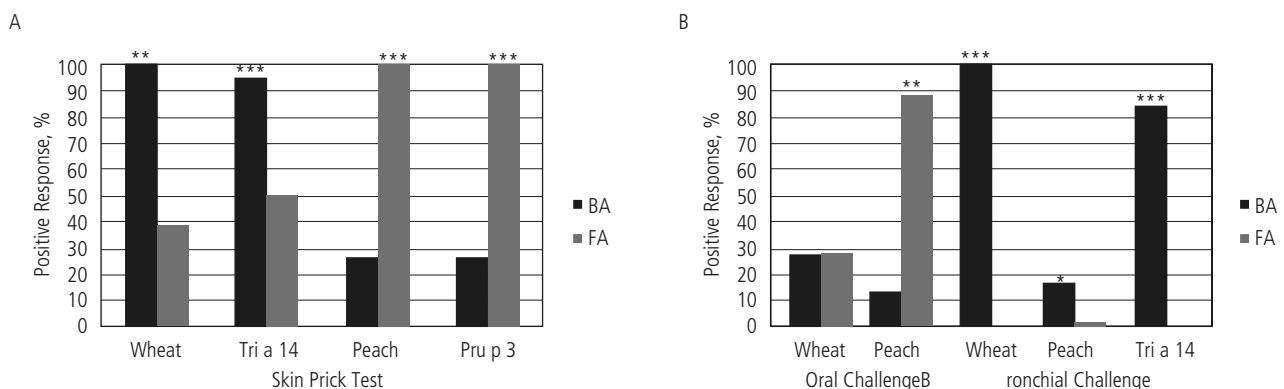 A
** *** *** ***
100
90
80
70
60
50
40
30
20
10
0
Positive Response, %
Wheat Tri a 14 Peach Pru p 3
Skin Prick Test
BA
FA
B
*** ** *** *
100
90
80
70
60
50
40
30
20
10
0
Positive Response, %
Wheat Peach Wheat Peach Tri a 14
Oral ChallengeB ronchial Challenge
BA
FA